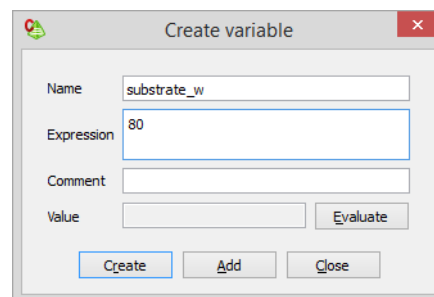 Create variable
Name substrate_w
Expression 80
Comment
Value Evaluate
Create Add Close